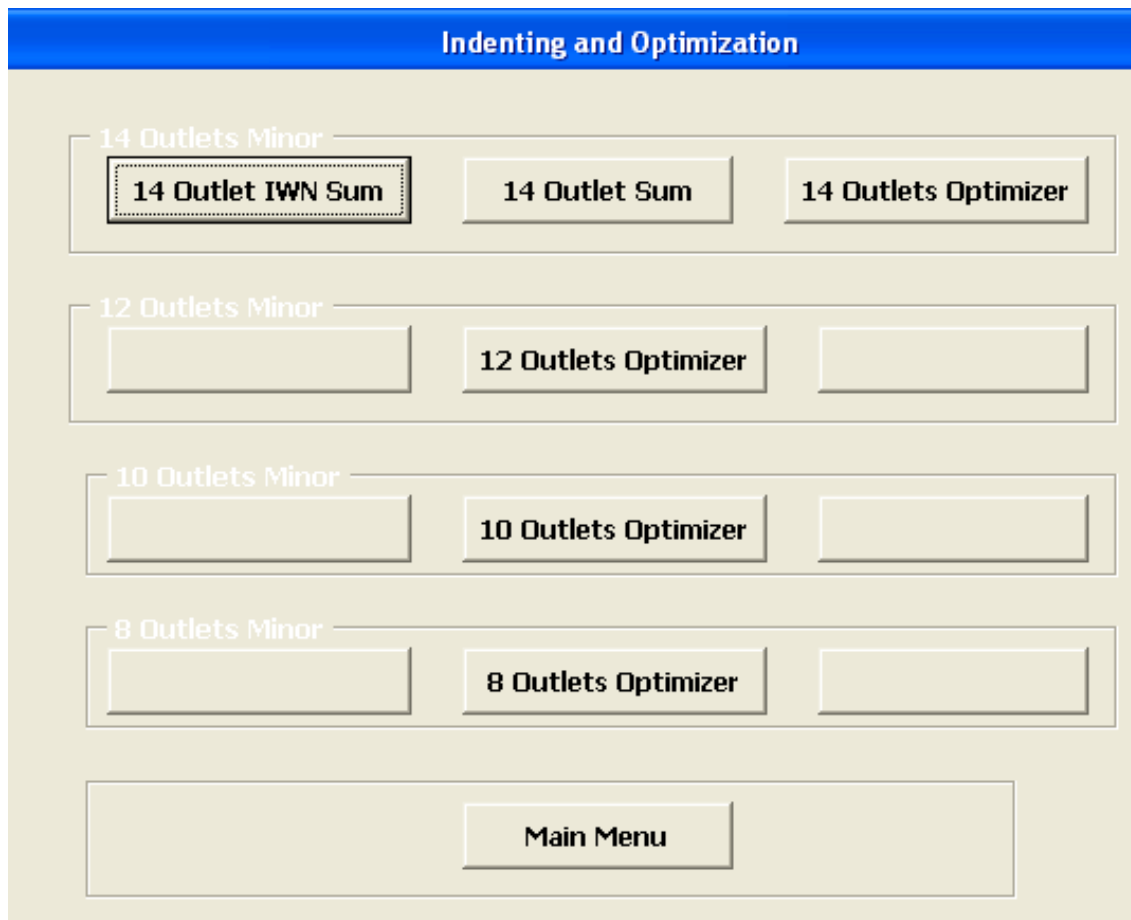 Indenting and Optimization
14 Outlets Minor
14 Outlet IWN Sum
14 Outlet Sum
14 Outlets Optimizer
12 Outlets Minor
12 Outlets Optimizer
10 Outlets Minor
10 Outlets Optimizer
8 Outlets Minor
8 Outlets Optimizer
Main Menu